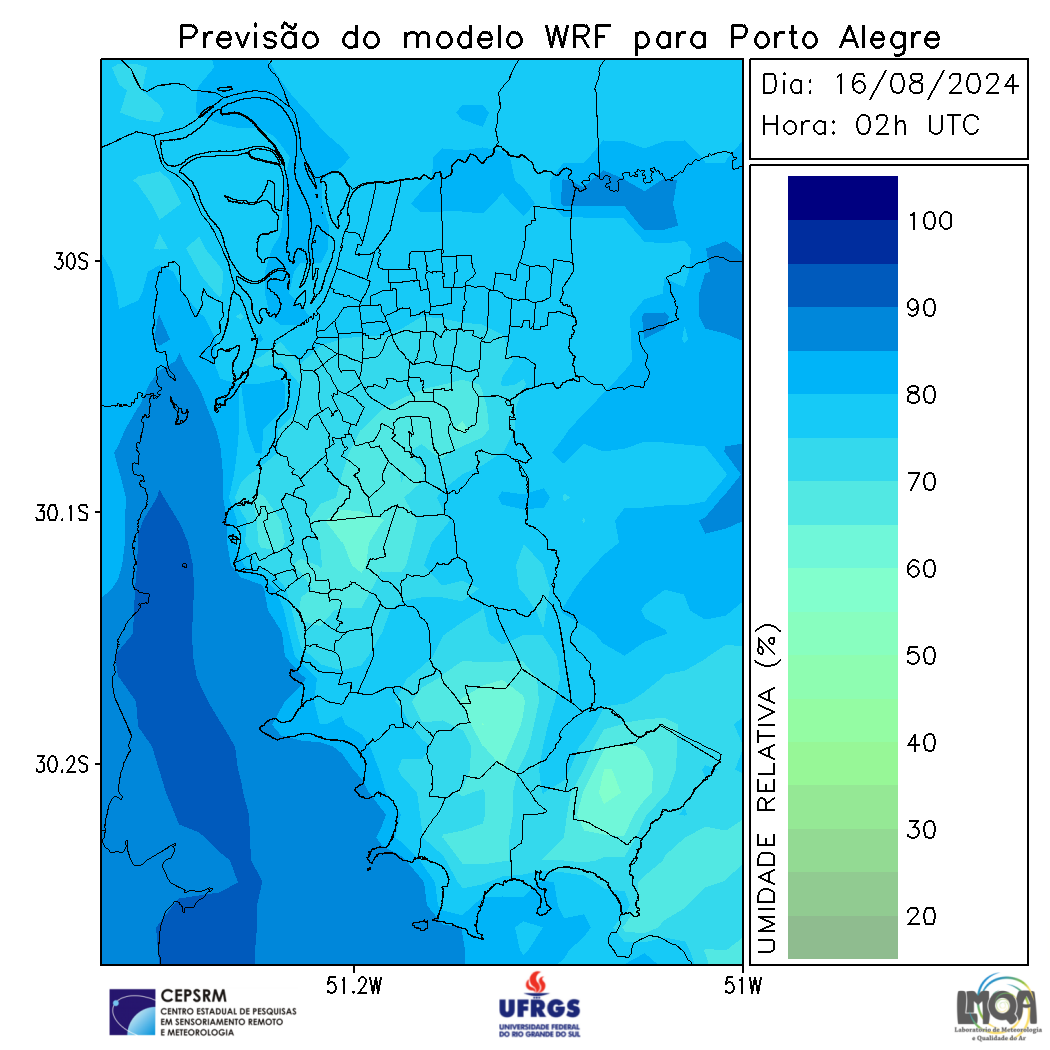 Previsão do modelo WRF para Porto Alegre
Dia: 16/08/2024
Hora: 02h UTC
30S
30.1S
30.2S
51.2W
51W
100
90
80
70
60
50
40
30
20
UMIDADE RELATIVA (%)
CEPSRM
CENTRO ESTADUAL DE PESQUISAS
EM SENSORIAMENTO REMOTO
E METEOROLOGIA
UFRGS
UNIVERSIDADE FEDERAL
DO RIO GRANDE DO SUL
LMQA
Laboratório de Meteorologia
e Qualidade do Ar